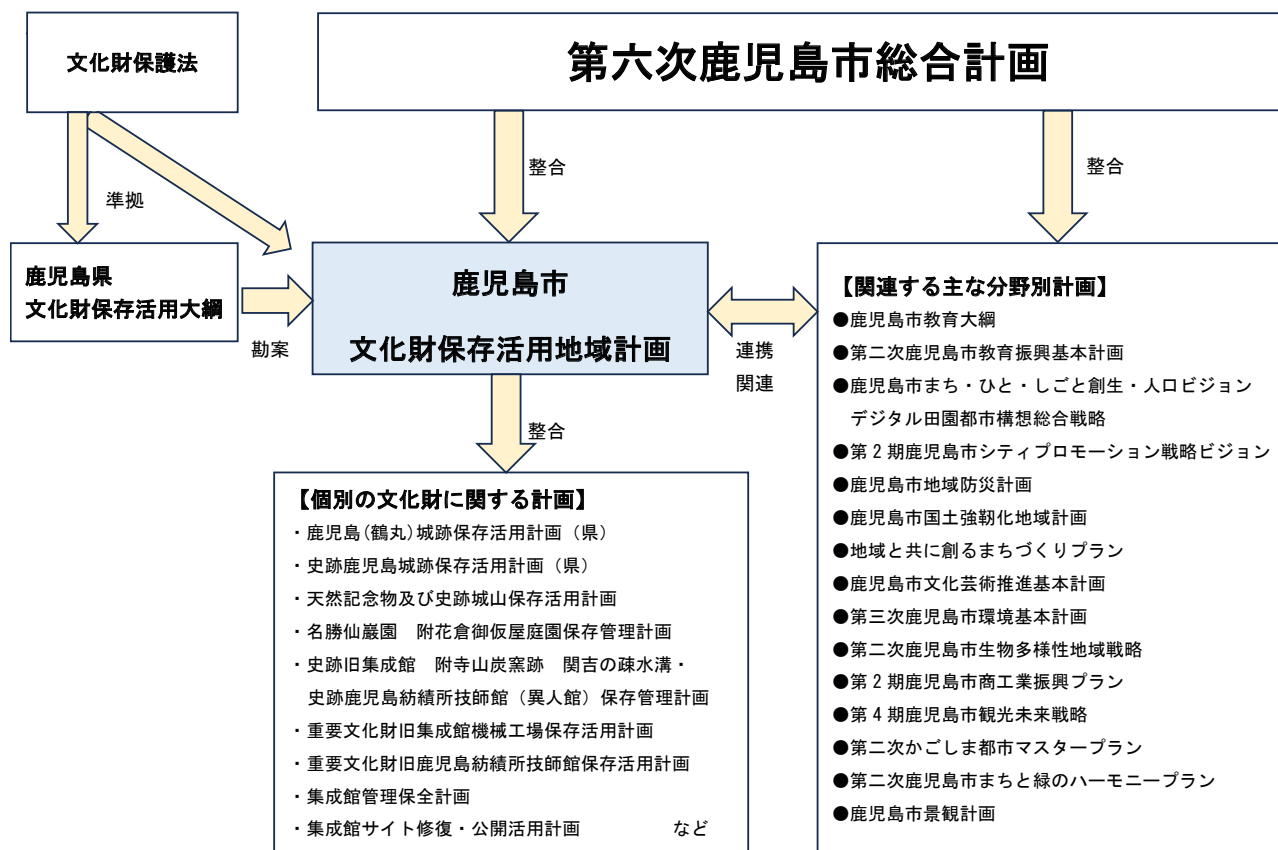 文化財保護法
第六次鹿児島市総合計画
準拠
整合
整合
鹿児島県
文化財保存活用大綱
勘案
鹿児島市
文化財保存活用地域計画
連携
関連
整合
【個別の文化財に関する計画】
・鹿児島(鶴丸)城跡保存活用計画（県）
・史跡鹿児島城跡保存活用計画（県）
・天然記念物及び史跡城山保存活用計画
・名勝仙巌園　附花倉御仮屋庭園保存管理計画
・史跡旧集成館　附寺山炭窯跡　関吉の疎水溝・
史跡鹿児島紡績所技師館（異人館）保存管理計画
・重要文化財旧集成館機械工場保存活用計画
・重要文化財旧鹿児島紡績所技師館保存活用計画
・集成館管理保全計画
・集成館サイト修復・公開活用計画　　　　など
【関連する主な分野別計画】
●鹿児島市教育大綱
●第二次鹿児島市教育振興基本計画
●鹿児島市まち・ひと・しごと創生・人口ビジョン
デジタル田園都市構想総合戦略
●第２期鹿児島市シティプロモーション戦略ビジョン
●鹿児島市地域防災計画
●鹿児島市国土強靱化地域計画
●地域と共に創るまちづくりプラン
●鹿児島市文化芸術推進基本計画
●第三次鹿児島市環境基本計画
●第二次鹿児島市生物多様性地域戦略
●第２期鹿児島市商工業振興プラン
●第４期鹿児島市観光未来戦略
●第二次かごしま都市マスタープラン
●第二次鹿児島市まちと緑のハーモニープラン
●鹿児島市景観計画